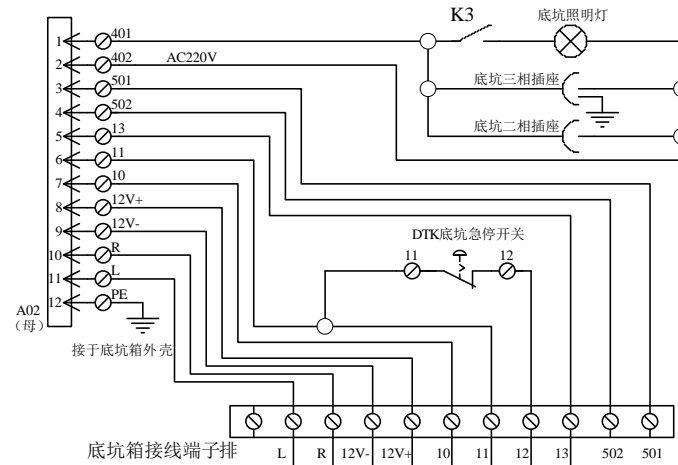 K3
底坑照明灯
1 401
2 402 AC220V
3 501
底坑三相插座
4 502
底坑二相插座
5 13
6 11
7 10
8 12V+
9 12V-
DTK底坑急停开关
10 R
11 12
11 L
12 PE
A02
（母）
接于底坑箱外壳
底坑箱接线端子排
L R 12V- 12V+ 10 11 12 13 502 501